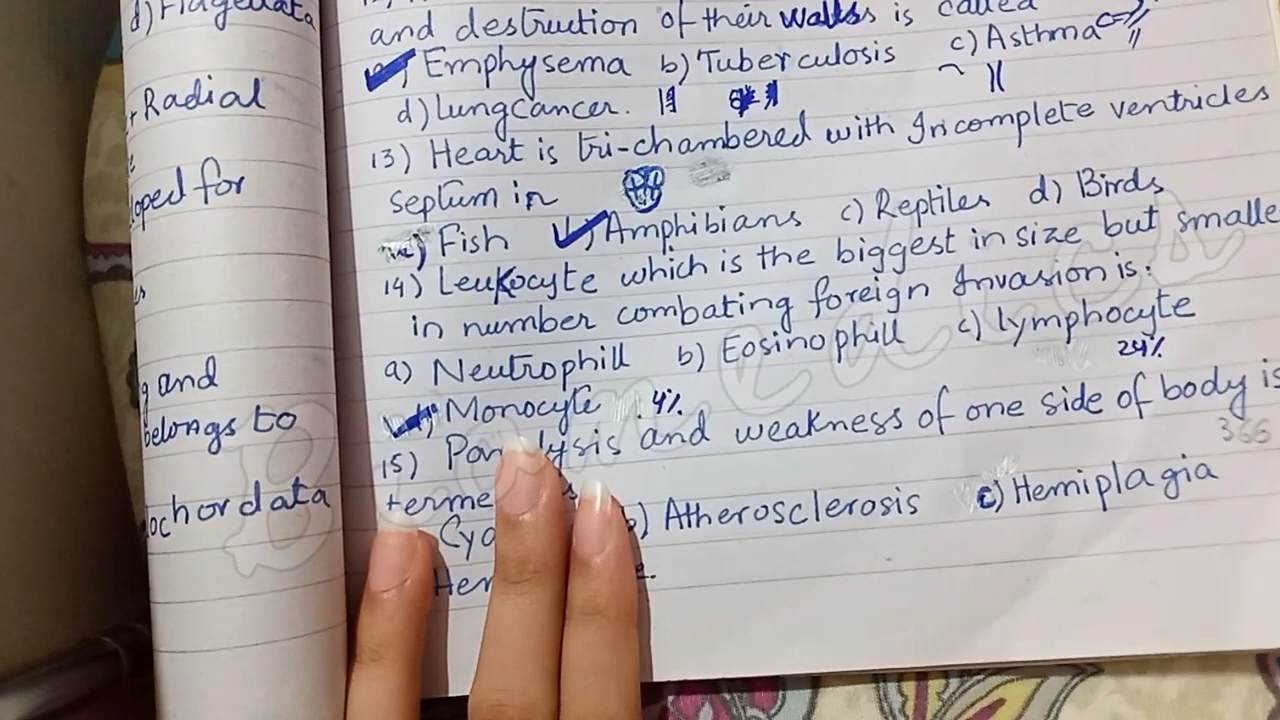 d) Flagellata
Radial
oped for
g and
belongs to
ochordata
and destruction of their walls is called
Emphysema b) Tuberculosis c) Asthma
d) Lung cancer.
13) Heart is tri-chambered with Incomplete ventricles
septum in
Fish Amphibians c) Reptiles d) Birds
14) Leukocyte which is the biggest in size but smalle
in number combating foreign Invasion is:
a) Neutrophill b) Eosinophill c) lymphocyte
24%
Monocyte 4%
15) and weakness of one side of body is
366
b) Atherosclerosis c) Hemiplagia